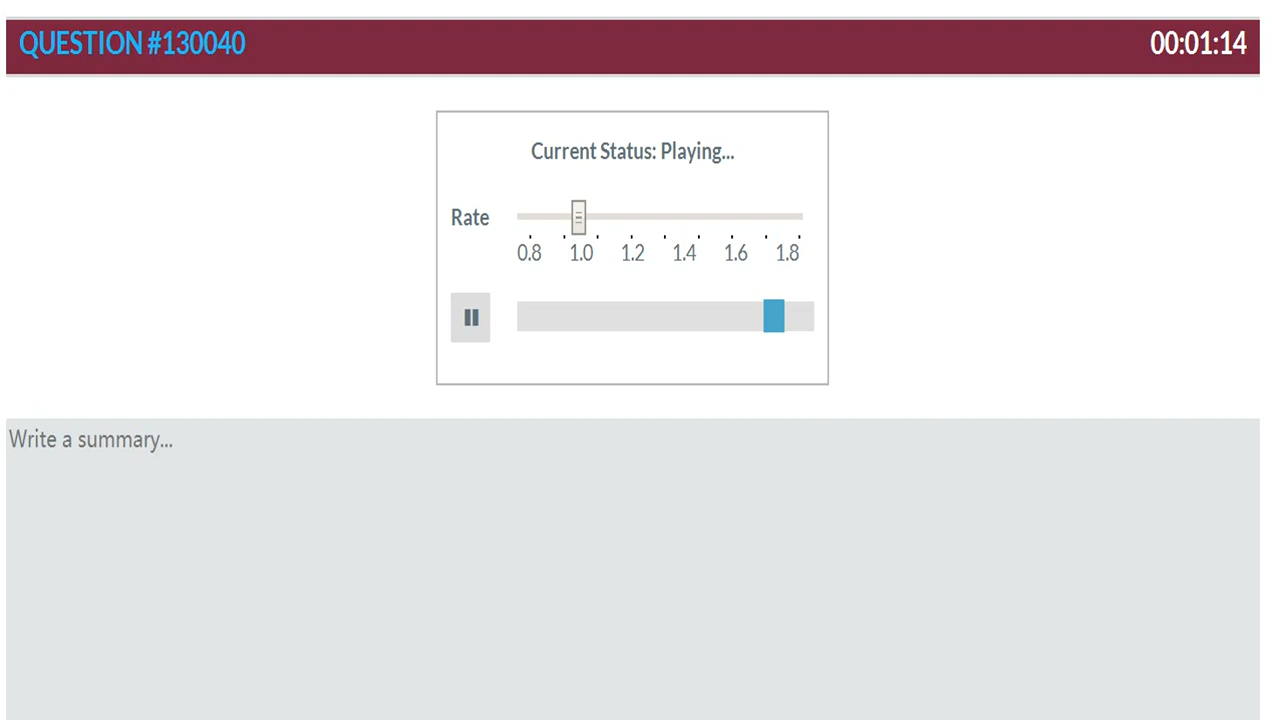 QUESTION #130040 00:01:14
Current Status: Playing...
Rate
0.8 1.0 1.2 1.4 1.6 1.8
Write a summary...